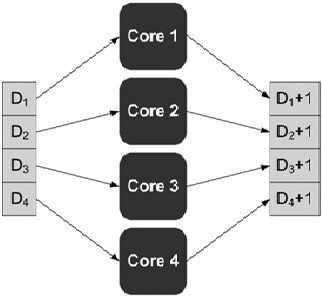 Core 1
D₁
D₂
D₃
D₄
Core 2
Core 3
Core 4
D₁+1
D₂+1
D₃+1
D₄+1